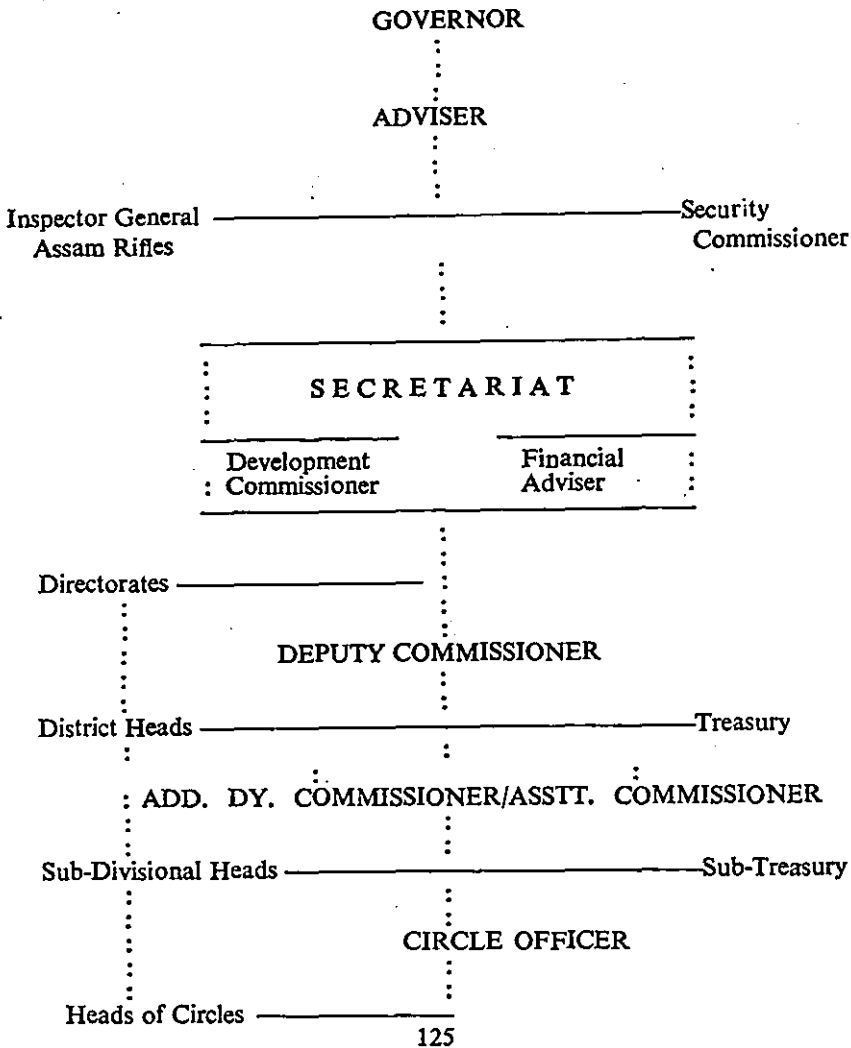 GOVERNOR
ADVISER
Inspector General Security
Assam Rifles Commissioner
SECRETARIAT
Development Financial
Commissioner Adviser
Directorates
DEPUTY COMMISSIONER
District Heads Treasury
ADD. DY. COMMISSIONER/ASSTT. COMMISSIONER
Sub-Divisional Heads Sub-Treasury
CIRCLE OFFICER
Heads of Circles
125